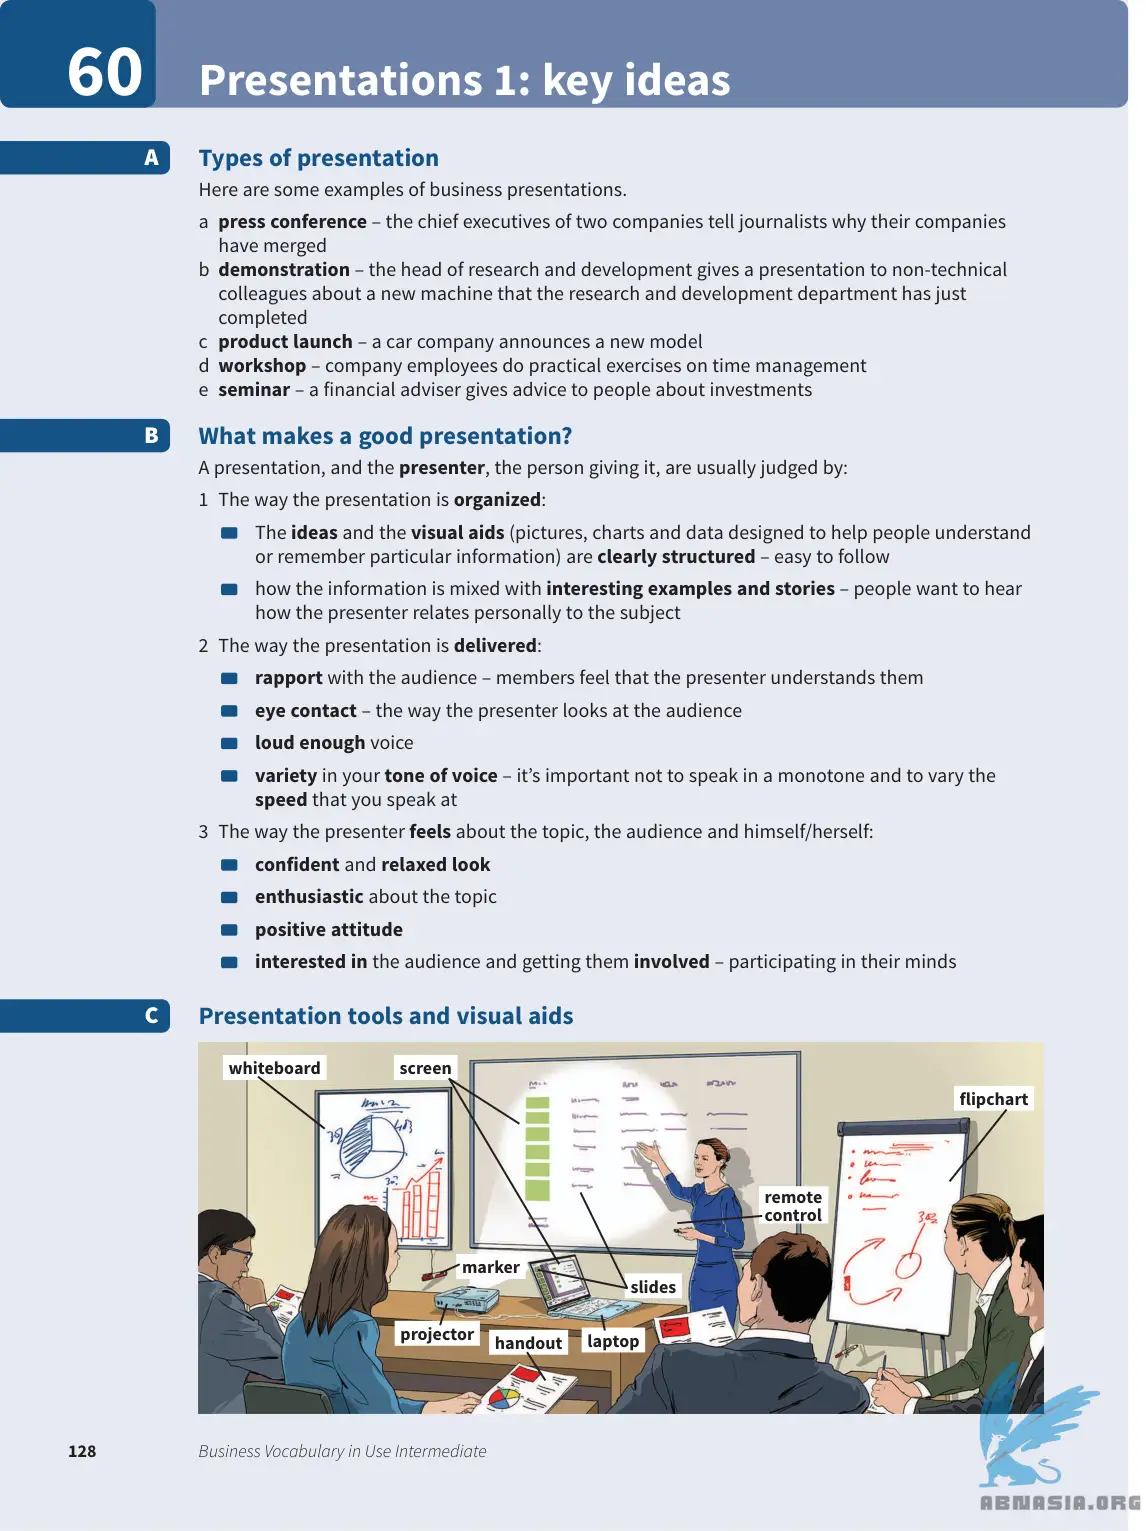 60
Presentations 1: key ideas
A
Types of presentation
Here are some examples of business presentations.
a press conference – the chief executives of two companies tell journalists why their companies
have merged
b demonstration – the head of research and development gives a presentation to non-technical
colleagues about a new machine that the research and development department has just
completed
c product launch – a car company announces a new model
d workshop – company employees do practical exercises on time management
e seminar – a financial adviser gives advice to people about investments
B
What makes a good presentation?
A presentation, and the presenter, the person giving it, are usually judged by:
1 The way the presentation is organized:
The ideas and the visual aids (pictures, charts and data designed to help people understand
or remember particular information) are clearly structured – easy to follow
how the information is mixed with interesting examples and stories – people want to hear
how the presenter relates personally to the subject
2 The way the presentation is delivered:
rapport with the audience – members feel that the presenter understands them
eye contact – the way the presenter looks at the audience
loud enough voice
variety in your tone of voice – it's important not to speak in a monotone and to vary the
speed that you speak at
3 The way the presenter feels about the topic, the audience and himself/herself:
confident and relaxed look
enthusiastic about the topic
positive attitude
interested in the audience and getting them involved – participating in their minds
C
Presentation tools and visual aids
whiteboard
screen
flipchart
remote
control
marker
slides
projector
handout
laptop
128
Business Vocabulary in Use Intermediate
ABNASIA.ORG